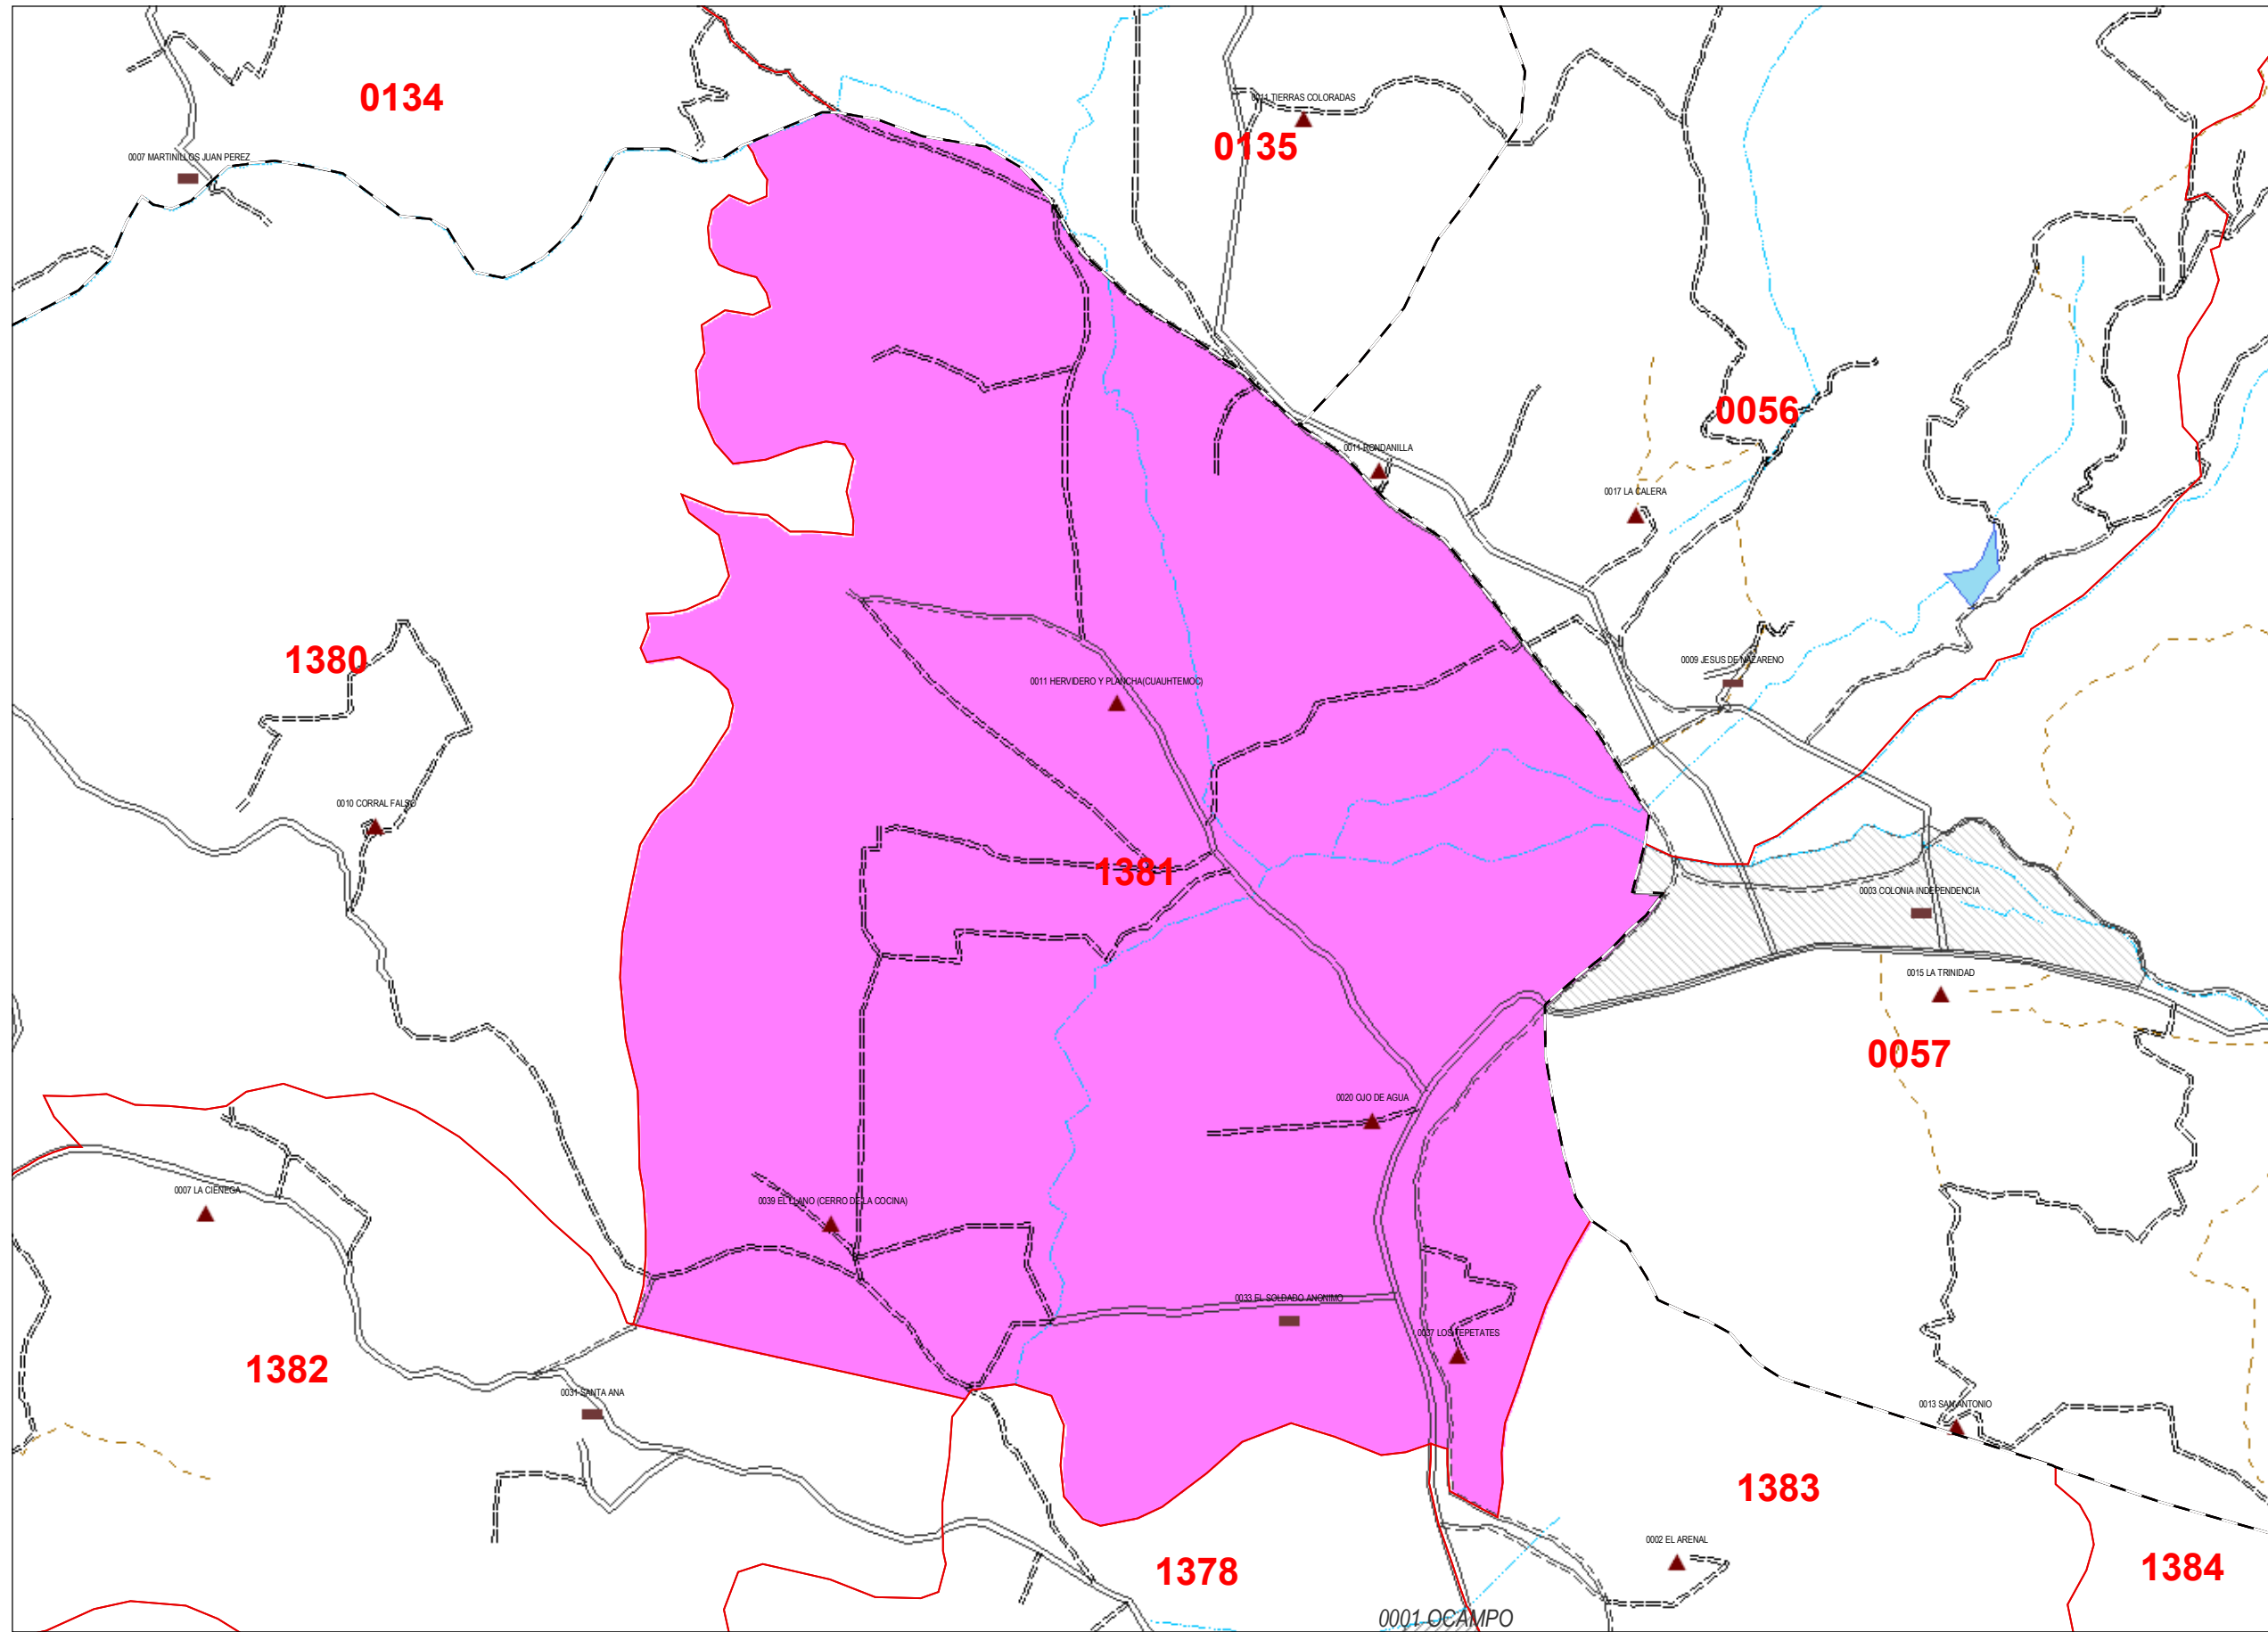 0134
0011 TIERRAS COLORADAS
0135
0007 MARTINILLOS JUAN PEREZ
0056
0011 RONDANILLA
0017 LA CALERA
1380
0009 JESUS DE NAZARENO
0011 HERVIDERO Y PLANCHA(CUAUHTEMOC)
0010 CORRAL FALSO
1381
0003 COLONIA INDEPENDENCIA
0015 LA TRINIDAD
0057
0020 OJO DE AGUA
0007 LA CIENEGA
0039 EL LLANO (CERRO DE LA COCINA)
0033 EL SOLDADO ANONIMO
0037 LOS TEPETATES
1382
0031 SANTA ANA
0013 SAN ANTONIO
1383
0002 EL ARENAL
1378
1384
0001 OCAMPO